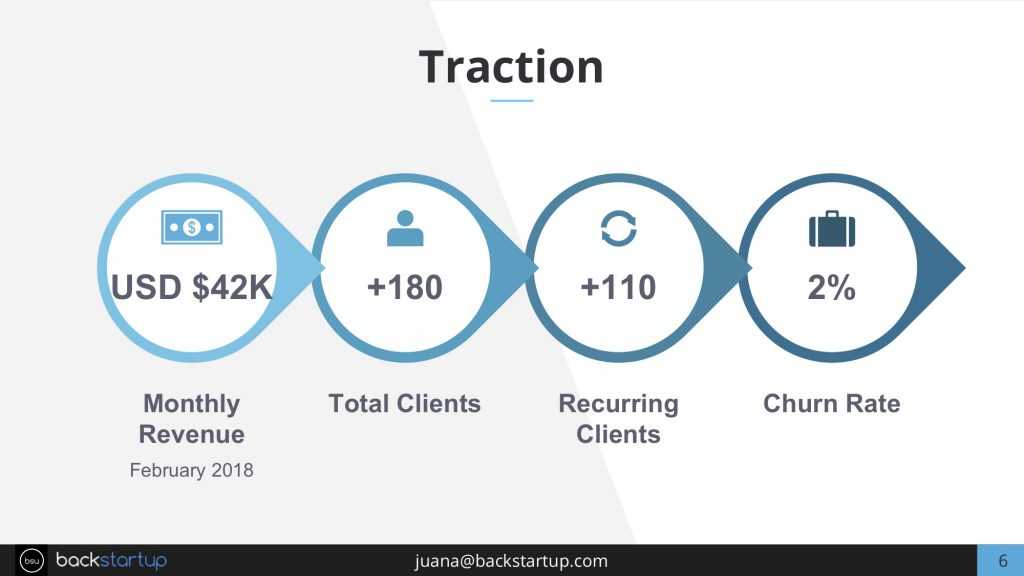 Traction
$
USD $42K
+180
+110
2%
Monthly
Revenue
February 2018
Total Clients
Recurring
Clients
Churn Rate
bsu
backstartup
juana@backstartup.com
6